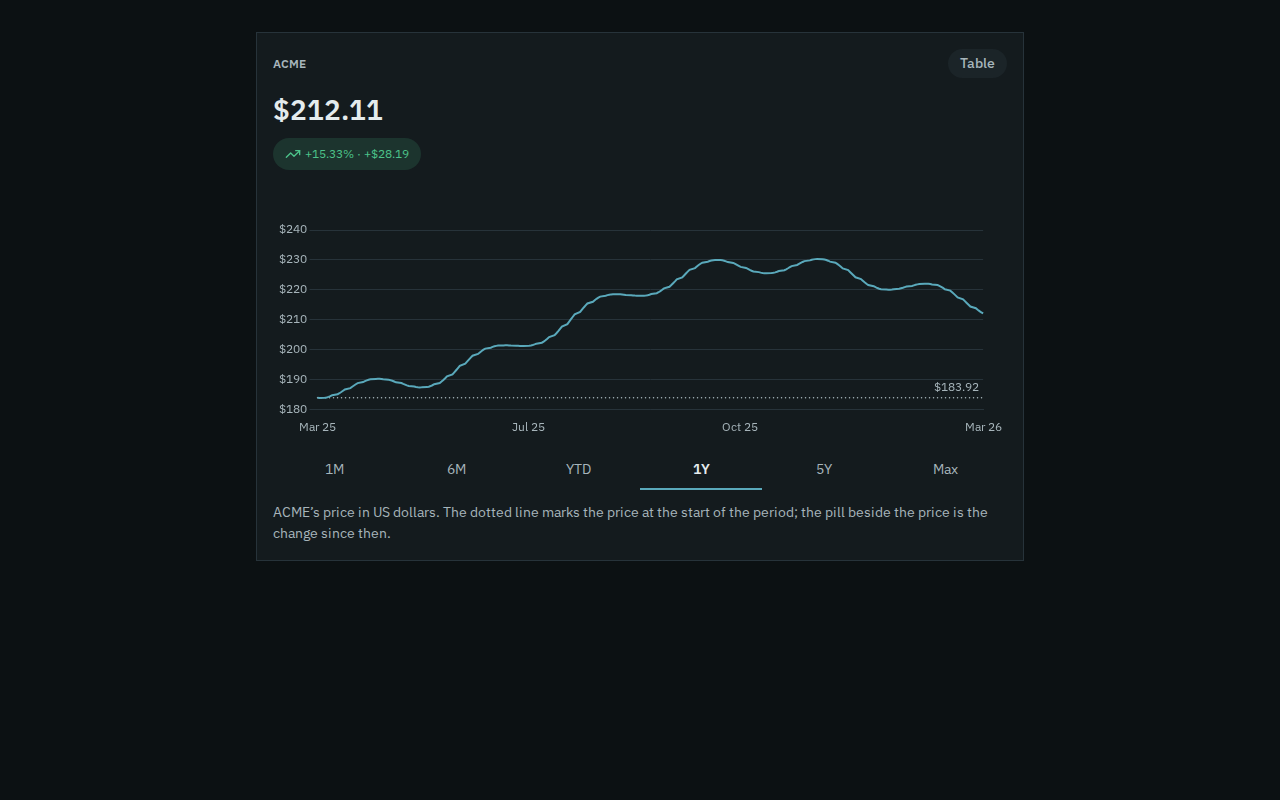 ACME
Table
$212.11
+15.33% · +$28.19
$240
$230
$220
$210
$200
$190
$183.92
$180
Mar 25 Jul 25 Oct 25 Mar 26
1M 6M YTD 1Y 5Y Max
ACME’s price in US dollars. The dotted line marks the price at the start of the period; the pill beside the price is the
change since then.